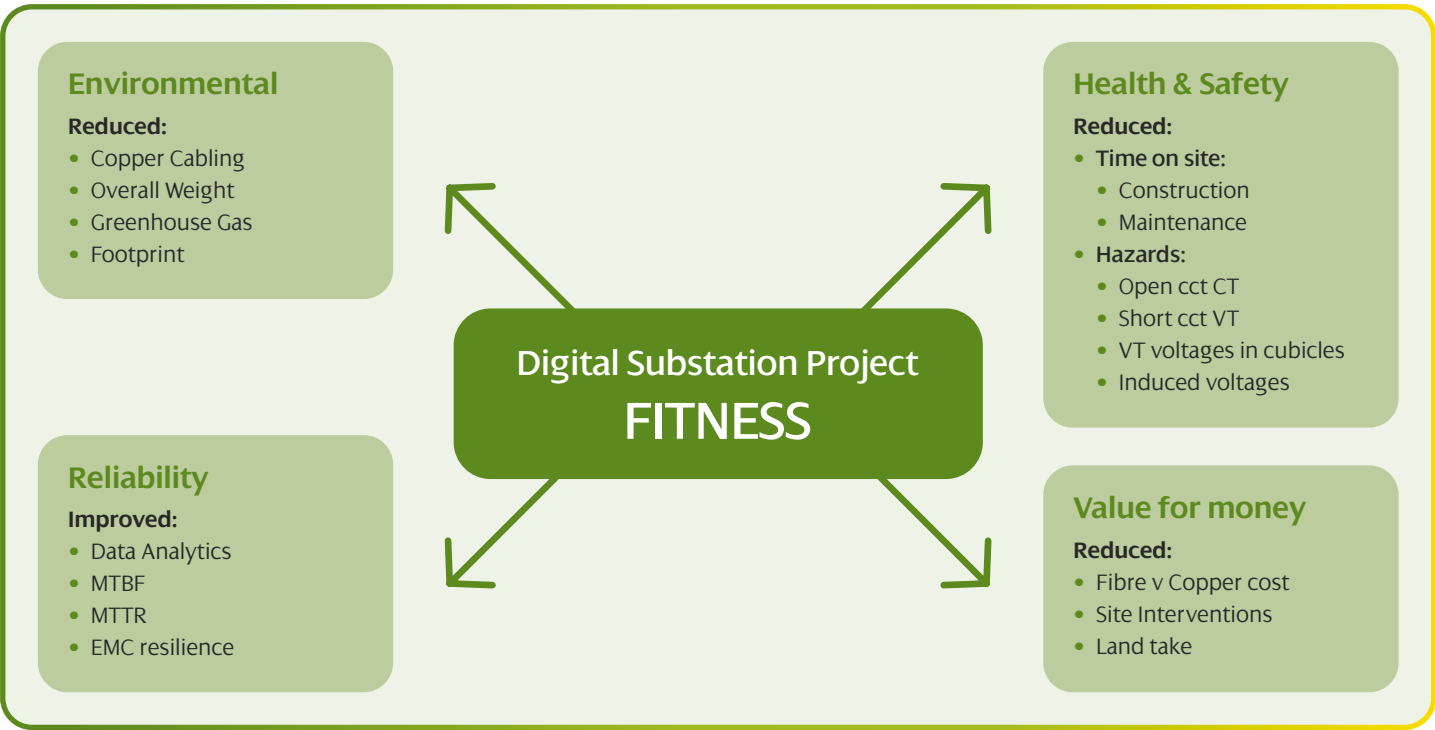 Environmental
Reduced:
• Copper Cabling
• Overall Weight
• Greenhouse Gas
• Footprint
Health & Safety
Reduced:
• Time on site:
• Construction
• Maintenance
• Hazards:
• Open cct CT
• Short cct VT
• VT voltages in cubicles
• Induced voltages
Digital Substation Project
FITNESS
Reliability
Improved:
• Data Analytics
• MTBF
• MTTR
• EMC resilience
Value for money
Reduced:
• Fibre v Copper cost
• Site Interventions
• Land take